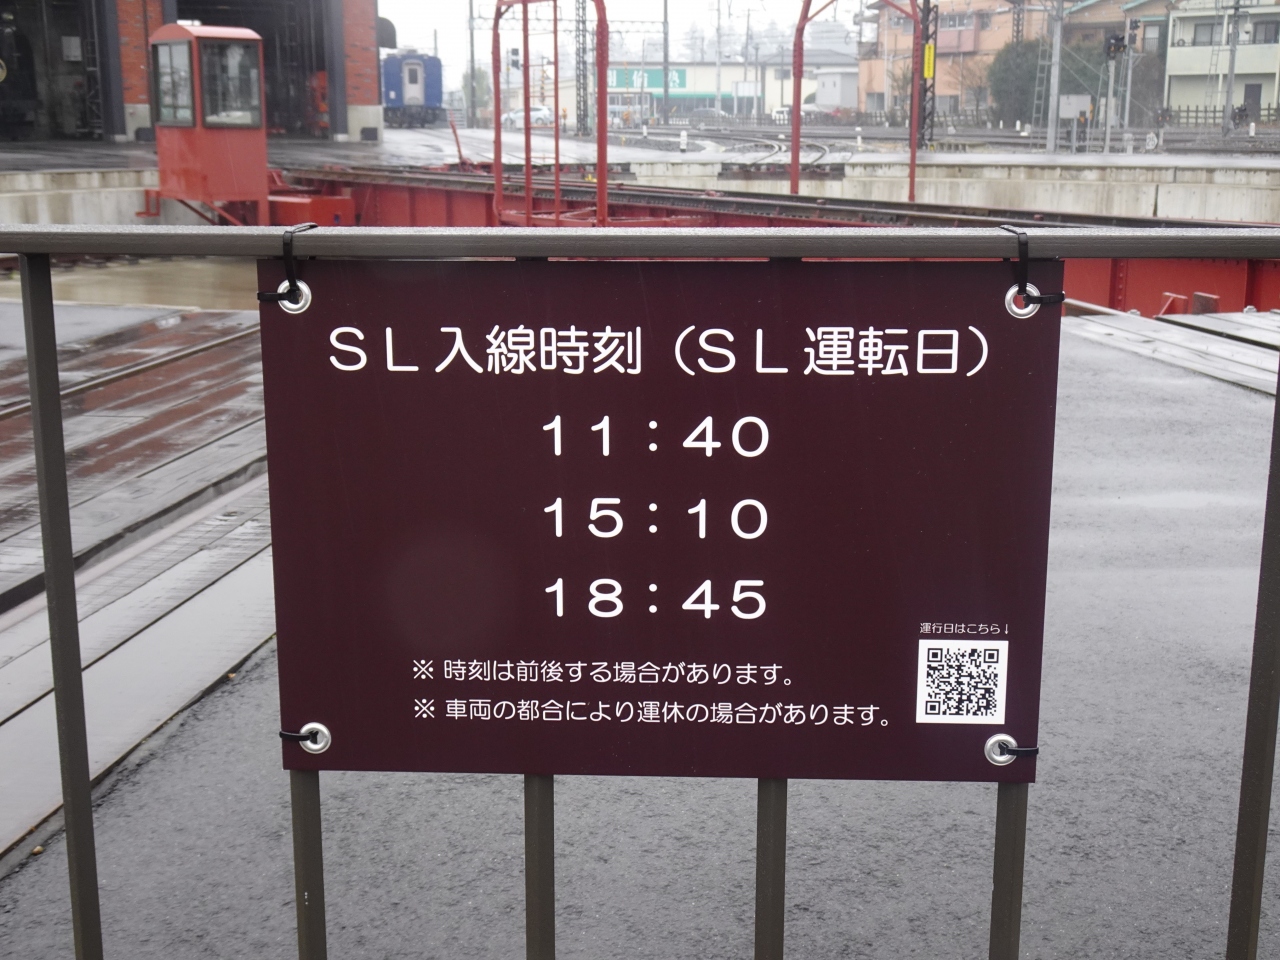 ＳＬ入線時刻（ＳＬ運転日）
１１：４０
１５：１０
１８：４５
運行日はこちら↓
※ 時刻は前後する場合があります。
※ 車両の都合により運休の場合があります。